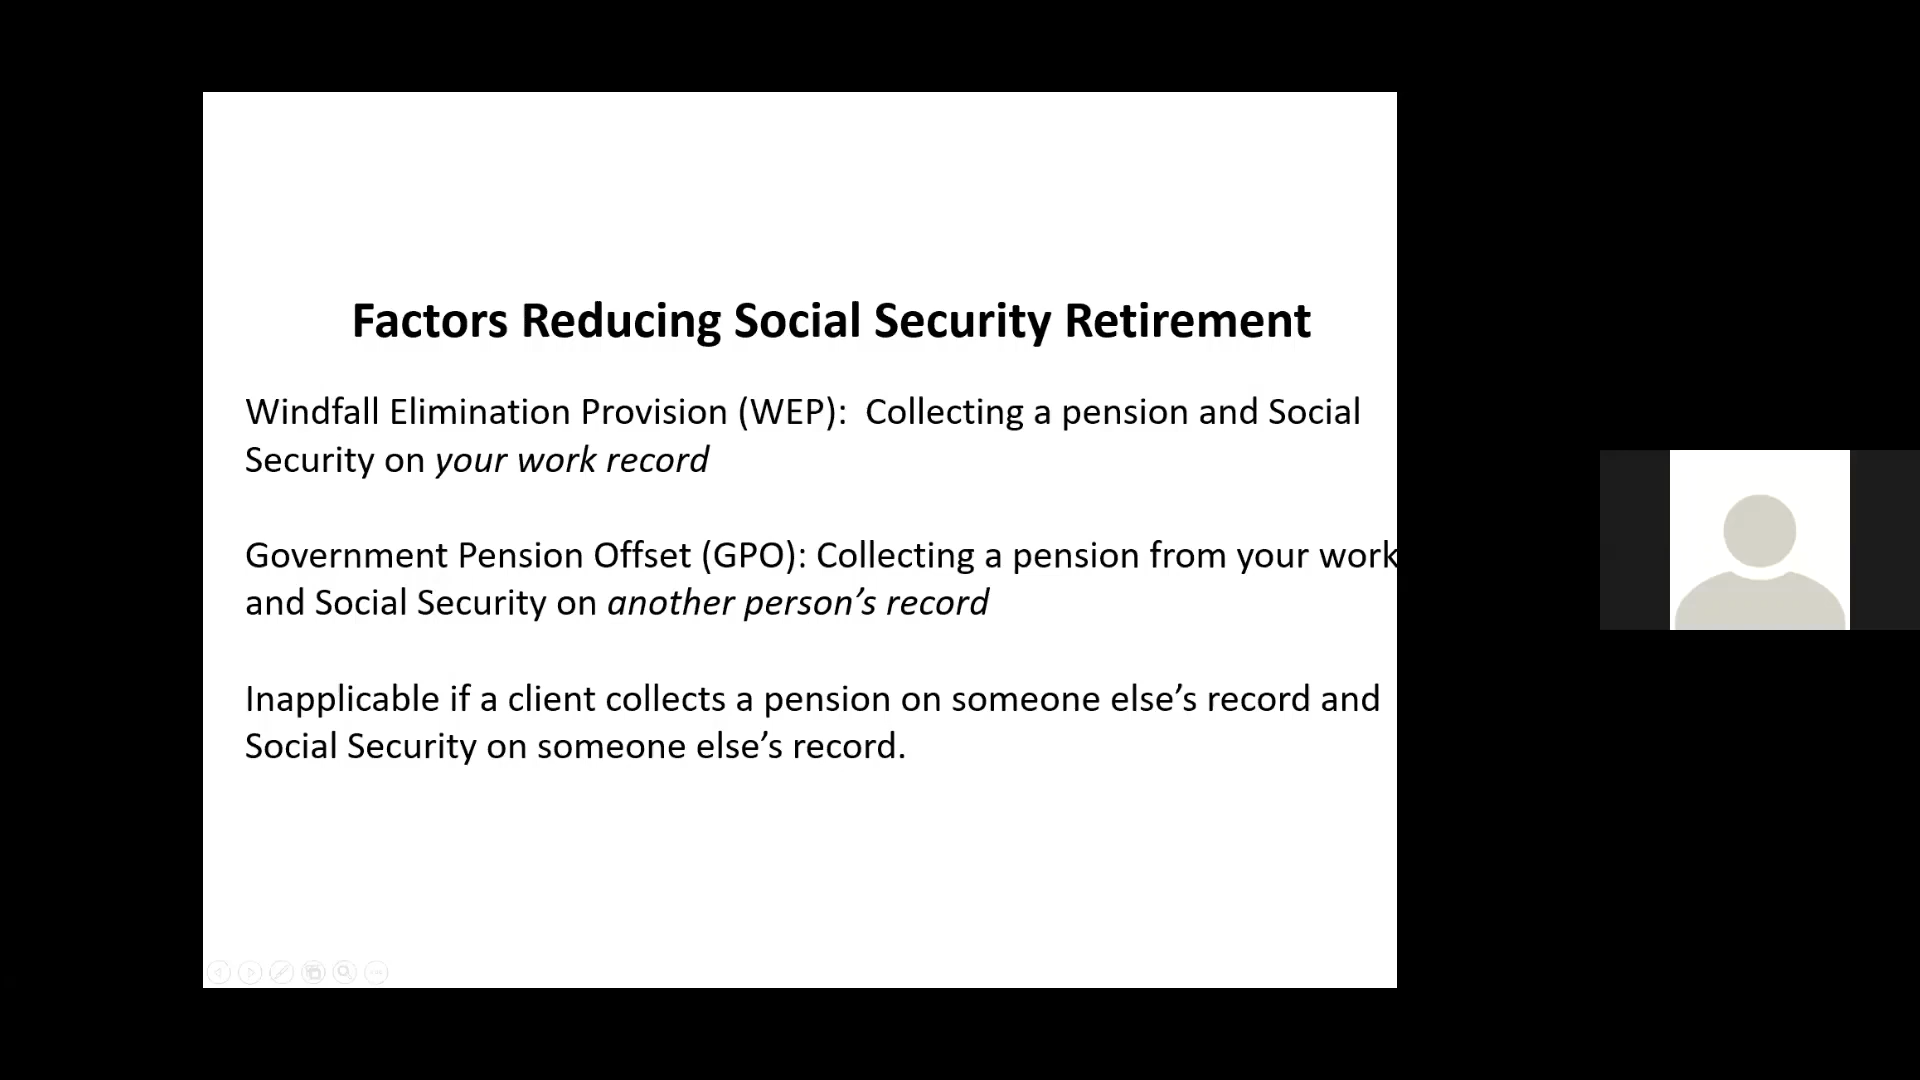 Factors Reducing Social Security Retirement
Windfall Elimination Provision (WEP):  Collecting a pension and Social
Security on your work record
Government Pension Offset (GPO): Collecting a pension from your work
and Social Security on another person’s record
Inapplicable if a client collects a pension on someone else’s record and
Social Security on someone else’s record.